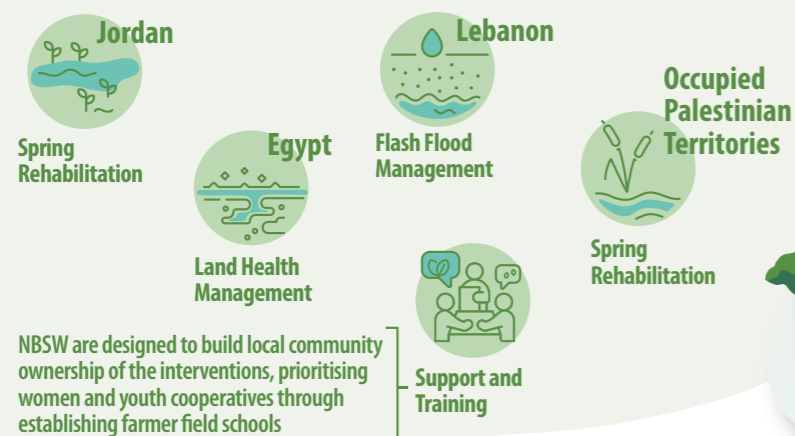 Jordan
Spring
Rehabilitation
Egypt
Land Health
Management
Lebanon
Flash Flood
Management
Occupied
Palestinian
Territories
Spring
Rehabilitation
NBSW are designed to build local community
ownership of the interventions, prioritising
women and youth cooperatives through
establishing farmer field schools
Support and
Training